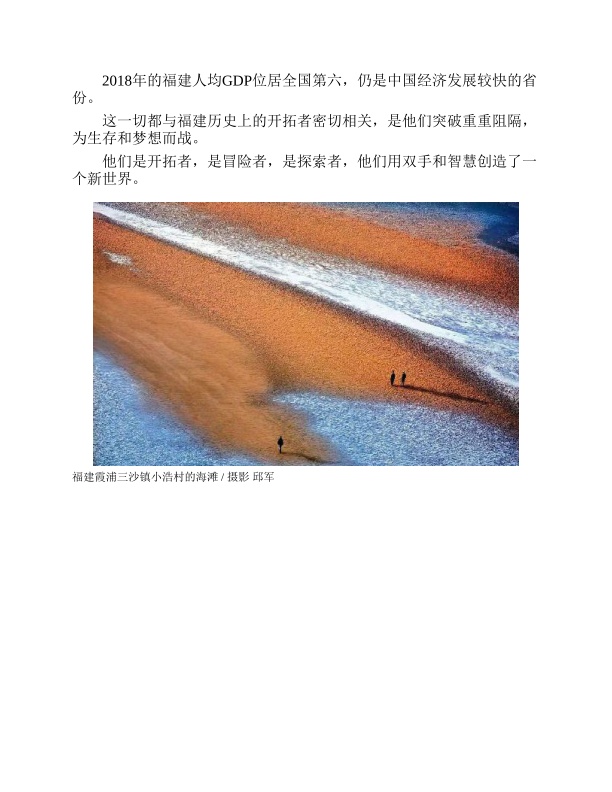 2018年的福建人均GDP位居全国第六，仍是中国经济发展较快的省
份。
这一切都与福建历史上的开拓者密切相关，是他们突破重重阻隔，
为生存和梦想而战。
他们是开拓者，是冒险者，是探索者，他们用双手和智慧创造了一
个新世界。
福建霞浦三沙镇小浩村的海滩 / 摄影 邱军